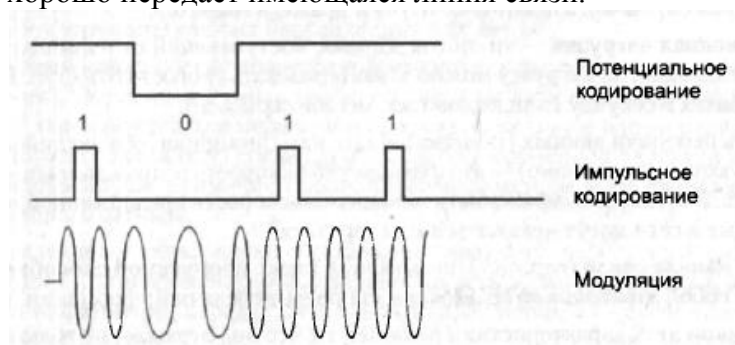 хорошо передает имеющаяся линия связи.
Потенциальное
кодирование
1 0 1 1
Импульсное
кодирование
Модуляция